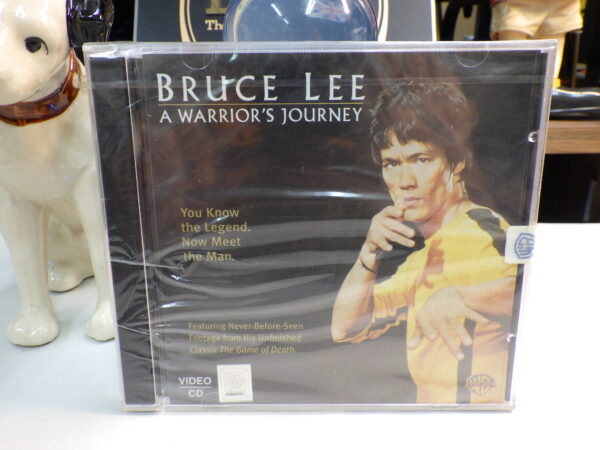 The
BRUCE LEE
A WARRIOR'S JOURNEY
You Know
the Legend.
Now Meet
the Man.
Featuring Never-Before-Seen
Footage from His Unfinished
Classic The Game of Death.
VIDEO
CD